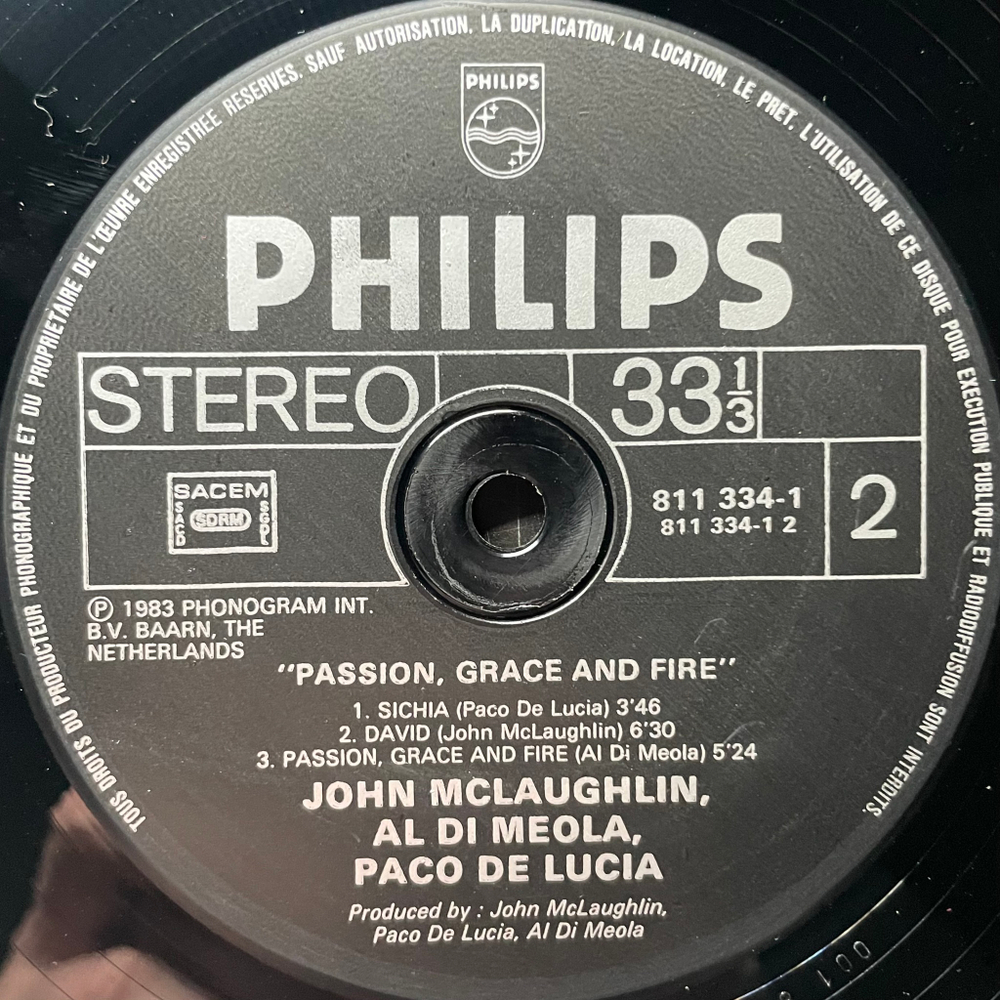 TOUS DROITS DU PRODUCTEUR PHONOGRAPHIQUE ET DU PROPRIETAIRE DE L'ŒUVRE ENREGISTREE RESERVES. SAUF AUTORISATION, LA DUPLICATION, LA LOCATION, LE PRET, L'UTILISATION DE CE DISQUE POUR EXECUTION PUBLIQUE ET RADIODIFFUSION SONT INTERDITS.
PHILIPS
PHILIPS
STEREO 33 1/3
SACEM
SACD SDRM SGDL
811 334-1
811 334-1 2
2
℗ 1983 PHONOGRAM INT.
B.V. BAARN, THE
NETHERLANDS
"PASSION, GRACE AND FIRE"
1. SICHIA (Paco De Lucia) 3'46
2. DAVID (John McLaughlin) 6'30
3. PASSION, GRACE AND FIRE (Al Di Meola) 5'24
JOHN MCLAUGHLIN,
AL DI MEOLA,
PACO DE LUCIA
Produced by : John McLaughlin,
Paco De Lucia, Al Di Meola